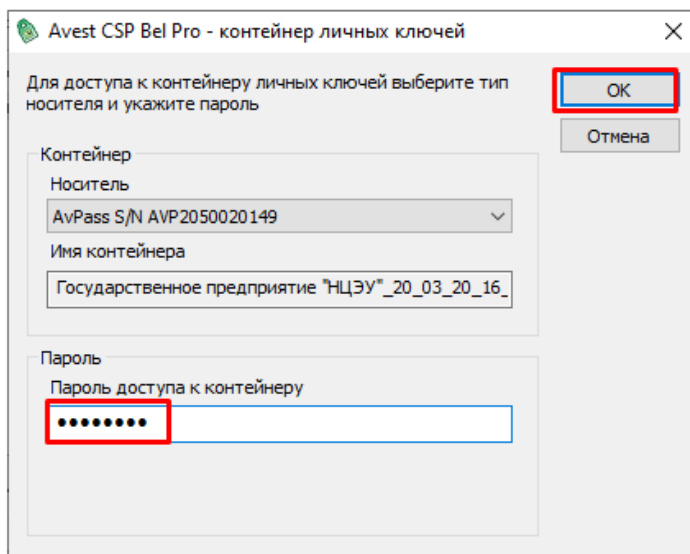 Avest CSP Bel Pro - контейнер личных ключей
Для доступа к контейнеру личных ключей выберите тип
носителя и укажите пароль
OK
Отмена
Контейнер
Носитель
AvPass S/N AVP2050020149
Имя контейнера
Государственное предприятие "НЦЭУ"_20_03_20_16_
Пароль
Пароль доступа к контейнеру
••••••••